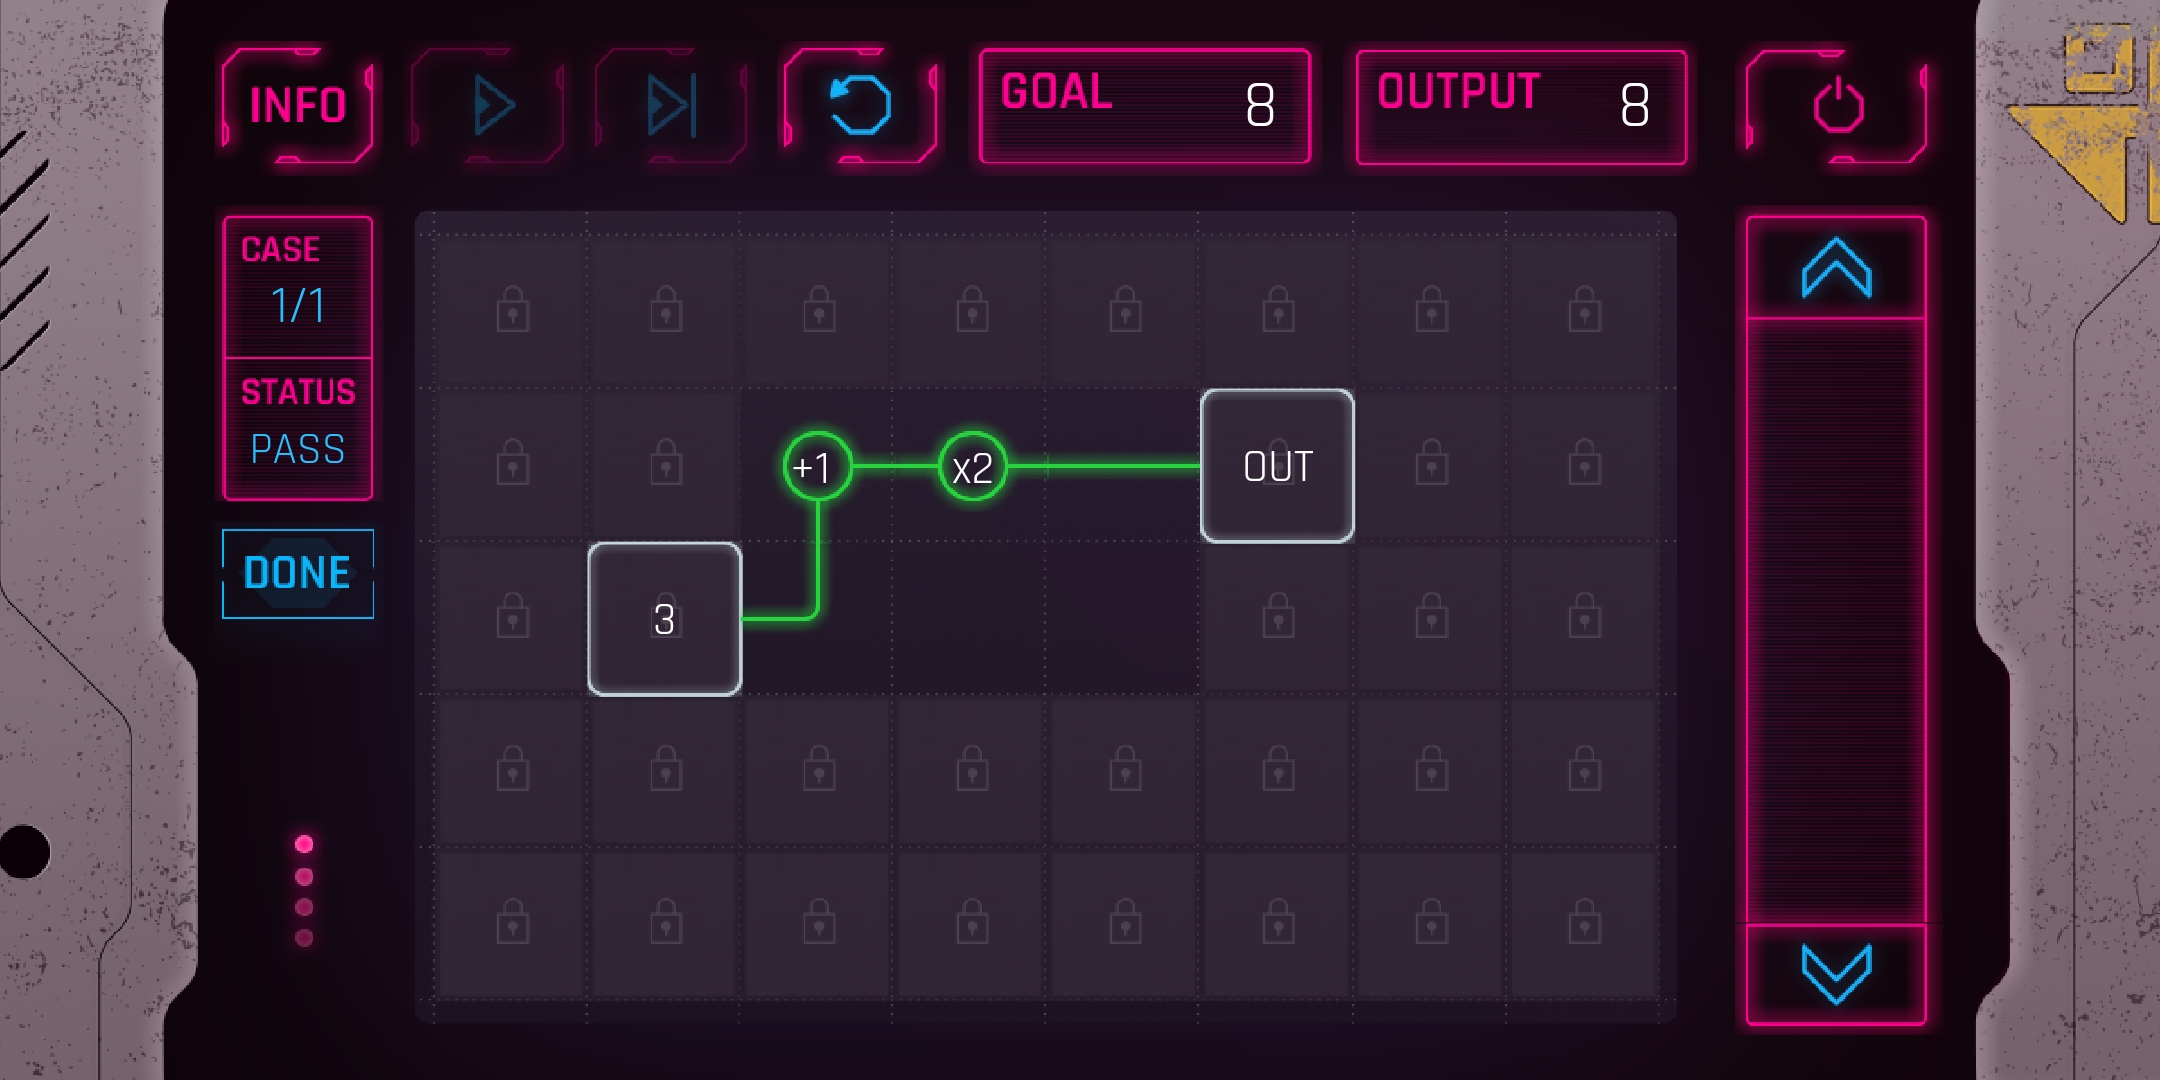 INFO
GOAL 8
OUTPUT 8
CASE
1/1
STATUS
PASS
DONE
+1 x2 OUT
3